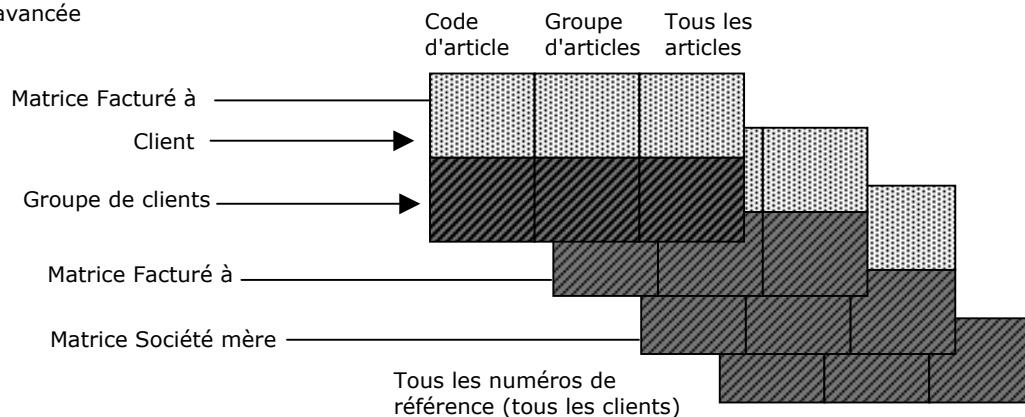 avancée
Code
d'article
Groupe
d'articles
Tous les
articles
Matrice Facturé à
Client
Groupe de clients
Matrice Facturé à
Matrice Société mère
Tous les numéros de
référence (tous les clients)